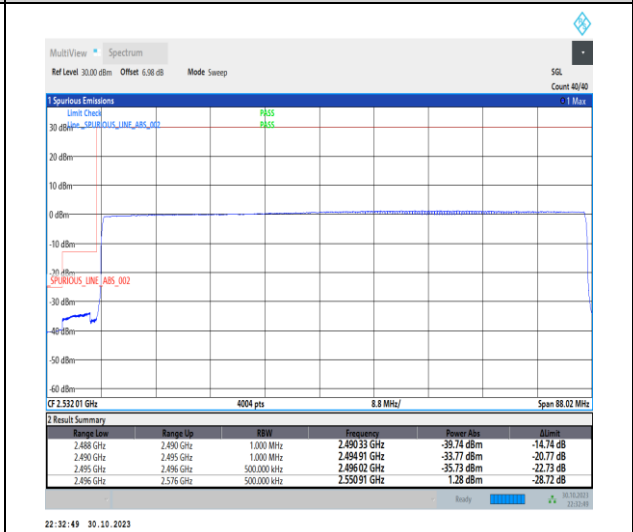 MultiView Spectrum
Ref Level 30.00 dBm Offset 6.98 dB Mode Sweep SGL
Count 40/40
1 Spurious Emissions 1 Max
Limit Check PASS
Line _SPURIOUS_LINE_ABS_002 PASS
30 dBm
20 dBm
10 dBm
0 dBm
-10 dBm
-20 dBm
_SPURIOUS_LINE_ABS_002
-30 dBm
-40 dBm
-50 dBm
-60 dBm
CF 2.532 01 GHz 4004 pts 8.8 MHz/ Span 88.02 MHz
2 Result Summary
Range Low Range Up RBW Frequency Power Abs ΔLimit
2.488 GHz 2.490 GHz 1.000 MHz 2.490 33 GHz -39.74 dBm -14.74 dB
2.490 GHz 2.495 GHz 1.000 MHz 2.494 91 GHz -33.77 dBm -20.77 dB
2.495 GHz 2.496 GHz 500.000 kHz 2.496 02 GHz -35.73 dBm -22.73 dB
2.496 GHz 2.576 GHz 500.000 kHz 2.550 91 GHz 1.28 dBm -28.72 dB
Ready 30.10.2023
22:32:49
22:32:49 30.10.2023